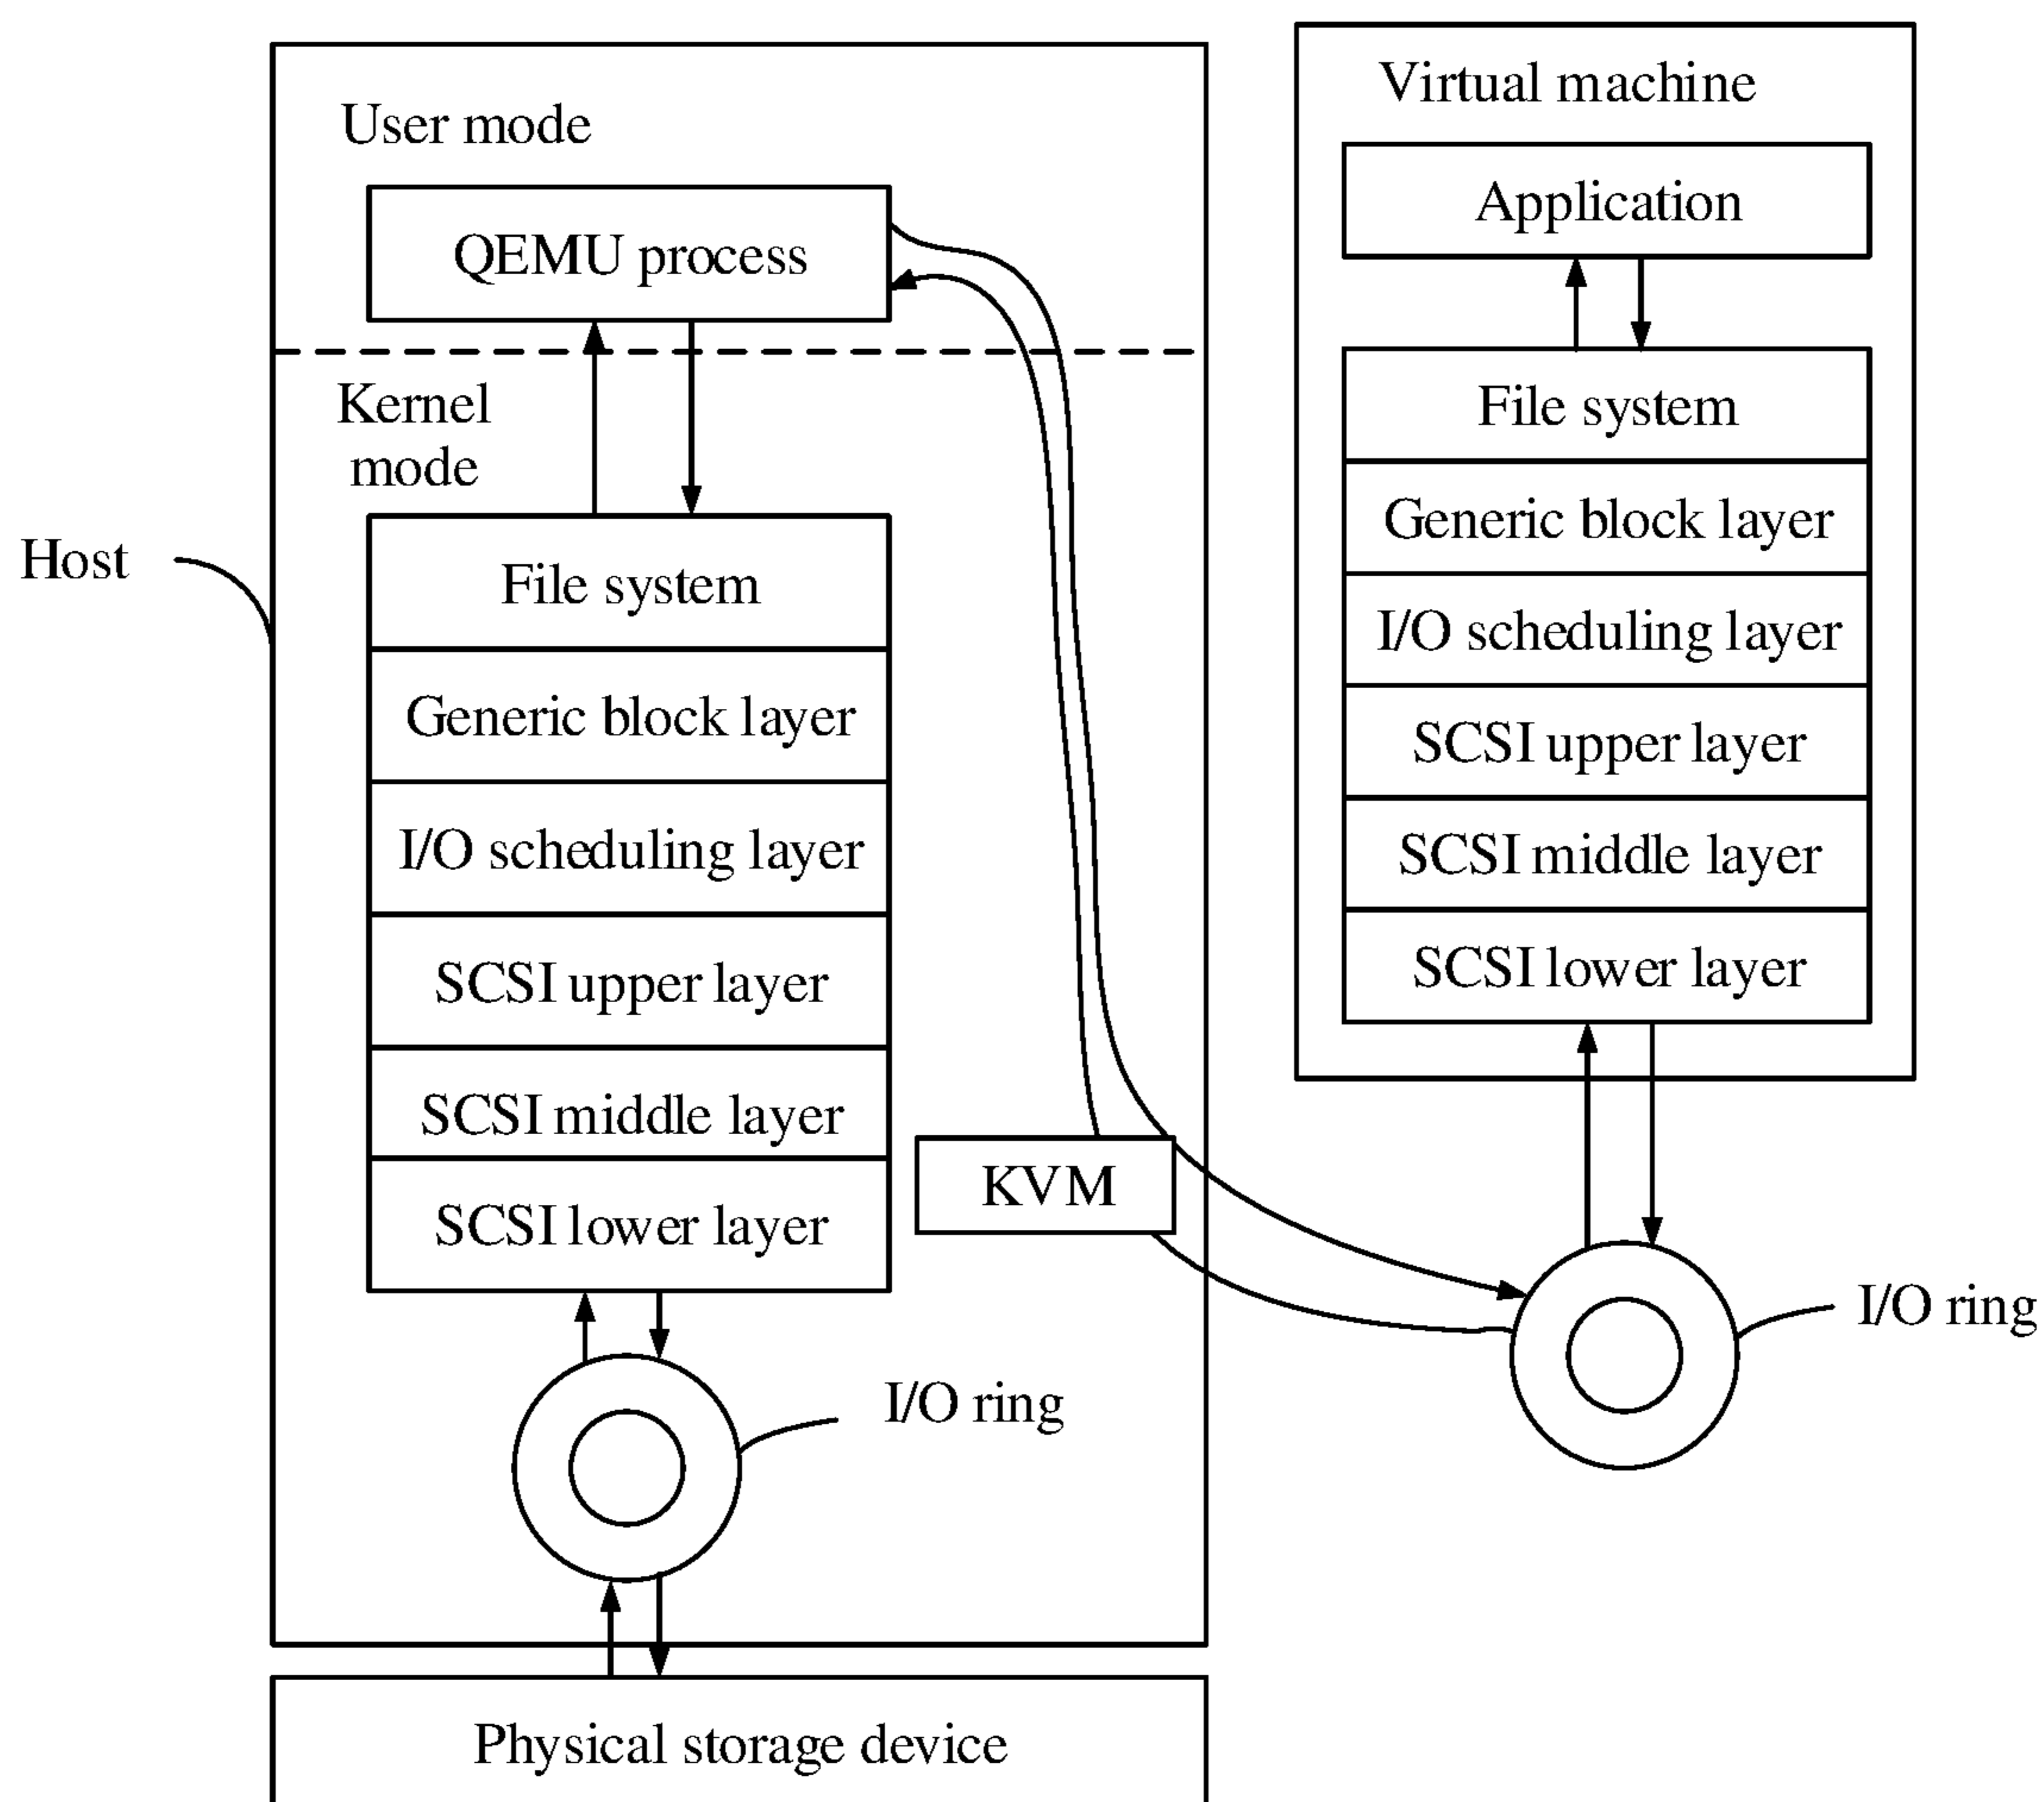 Host
User mode
QEMU process
Kernel
mode
File system
Generic block layer
I/O scheduling layer
SCSI upper layer
SCSI middle layer
SCSI lower layer
KVM
I/O ring
Physical storage device
Virtual machine
Application
File system
Generic block layer
I/O scheduling layer
SCSI upper layer
SCSI middle layer
SCSI lower layer
I/O ring